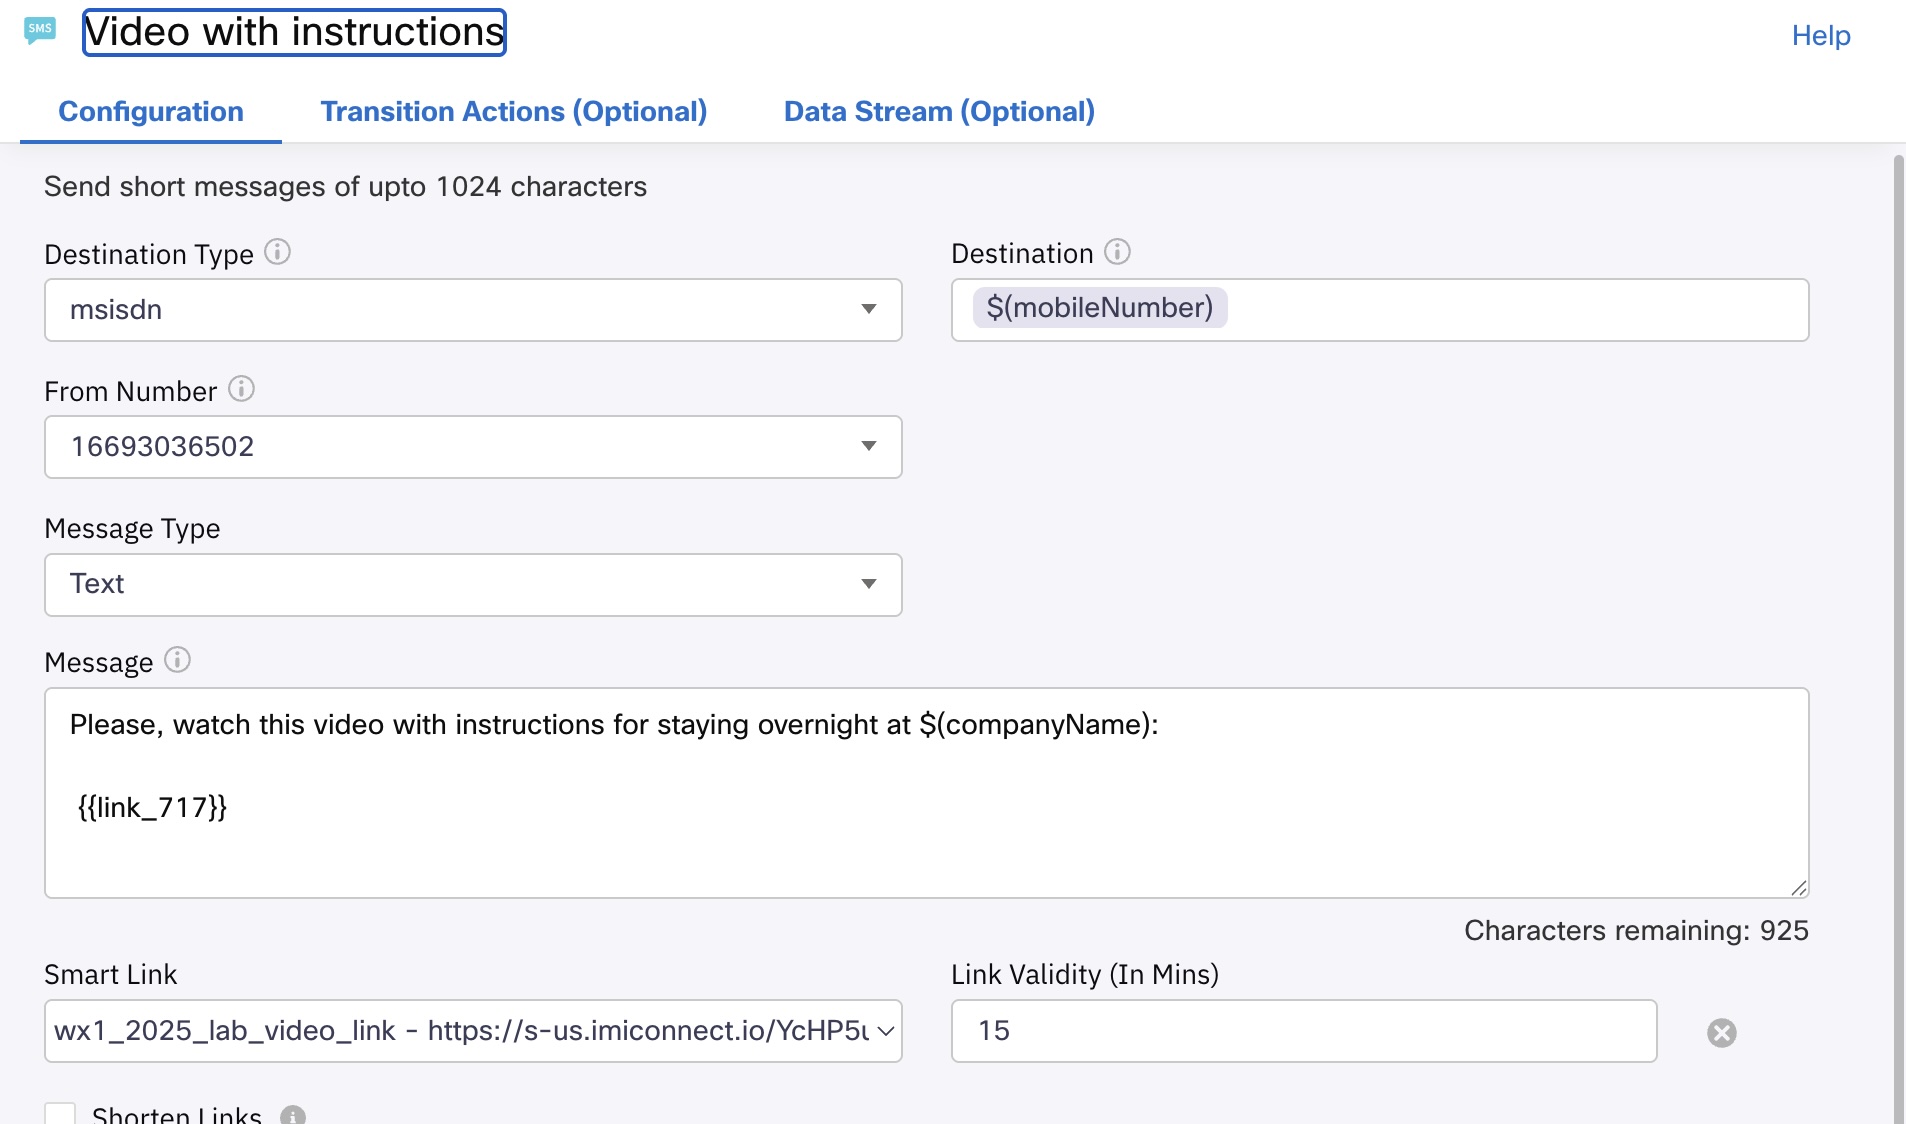 SMS
Video with instructions
Help
Configuration
Transition Actions (Optional)
Data Stream (Optional)
Send short messages of upto 1024 characters
Destination Type
Destination
msisdn
$(mobileNumber)
From Number
16693036502
Message Type
Text
Message
Please, watch this video with instructions for staying overnight at $(companyName):
{{link_717}}
Characters remaining: 925
Smart Link
Link Validity (In Mins)
wx1_2025_lab_video_link - https://s-us.imiconnect.io/YcHP5
15
Shorten Links